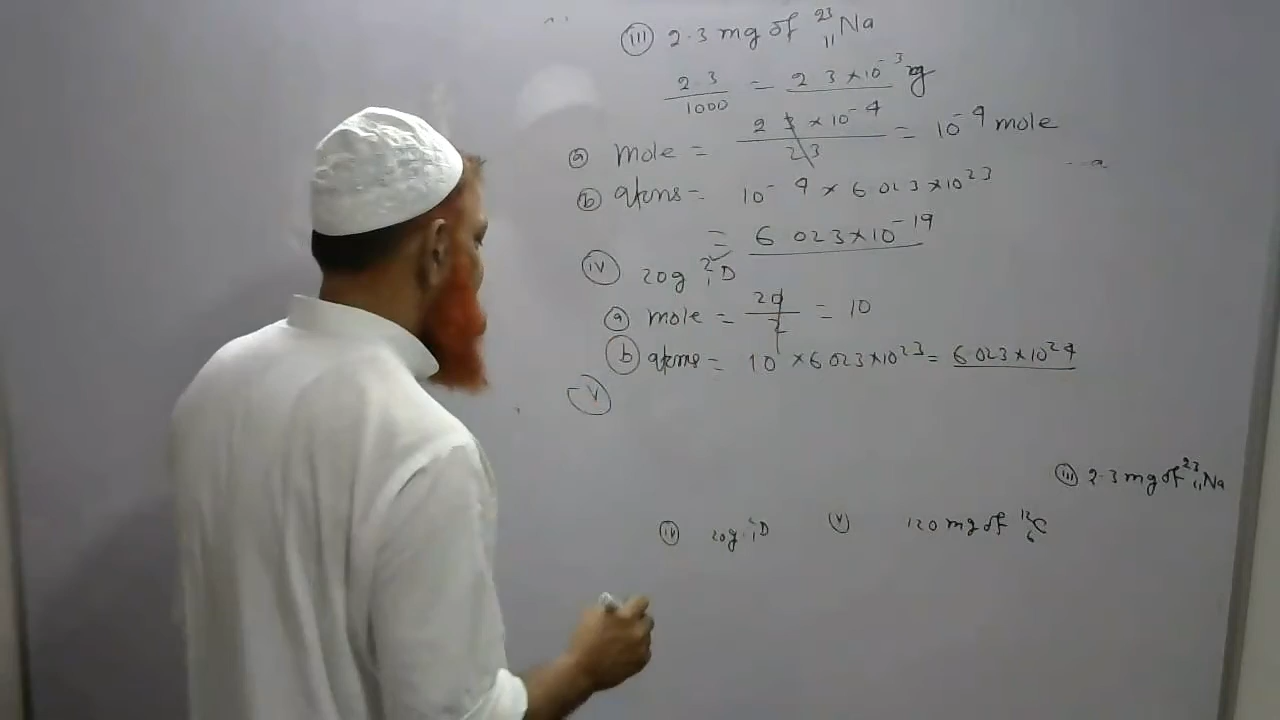 (iii) 2.3 mg of ²³₁₁Na
2.3/1000 = 2 3 × 10⁻³ g
(a) mole = 2 3 × 10⁻⁴ / 23 = 10⁻⁴ mole
(b) atoms = 10⁻⁴ × 6 023 × 10²³
= 6 023 × 10⁻¹⁹
(iv) 20g ²₁D
(a) mole = 20/2 = 10
(b) atoms = 10 × 6 023 × 10²³ = 6 023 × 10²⁴
(v)
(iii) 2.3 mg of ²³₁₁Na
(iv) 20g ²₁D (v) 120 mg of ¹²₆C